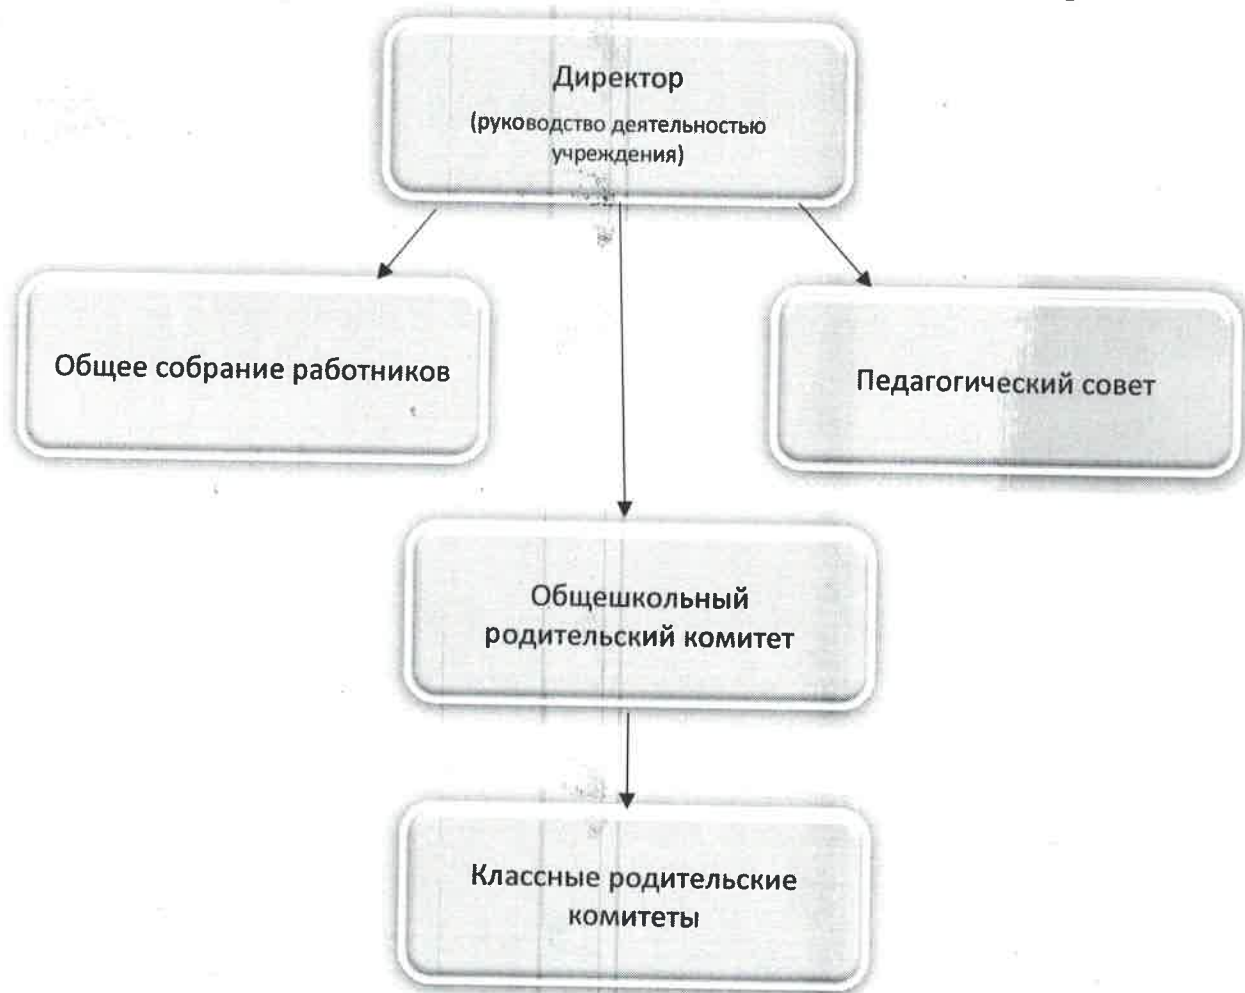 Директор
(руководство деятельностью
учреждения)
Общее собрание работников
Педагогический совет
Общешкольный
родительский комитет
Классные родительские
комитеты